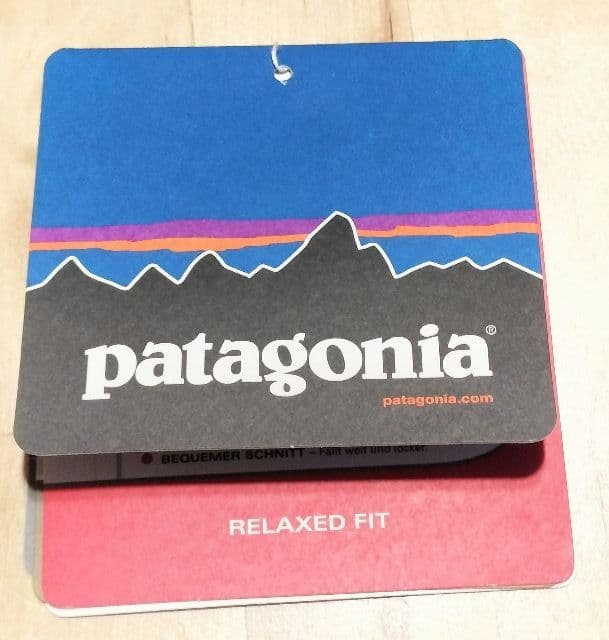 patagonia®
patagonia.com
● BEQUEMER SCHNITT – Fällt weit und locker.
RELAXED FIT